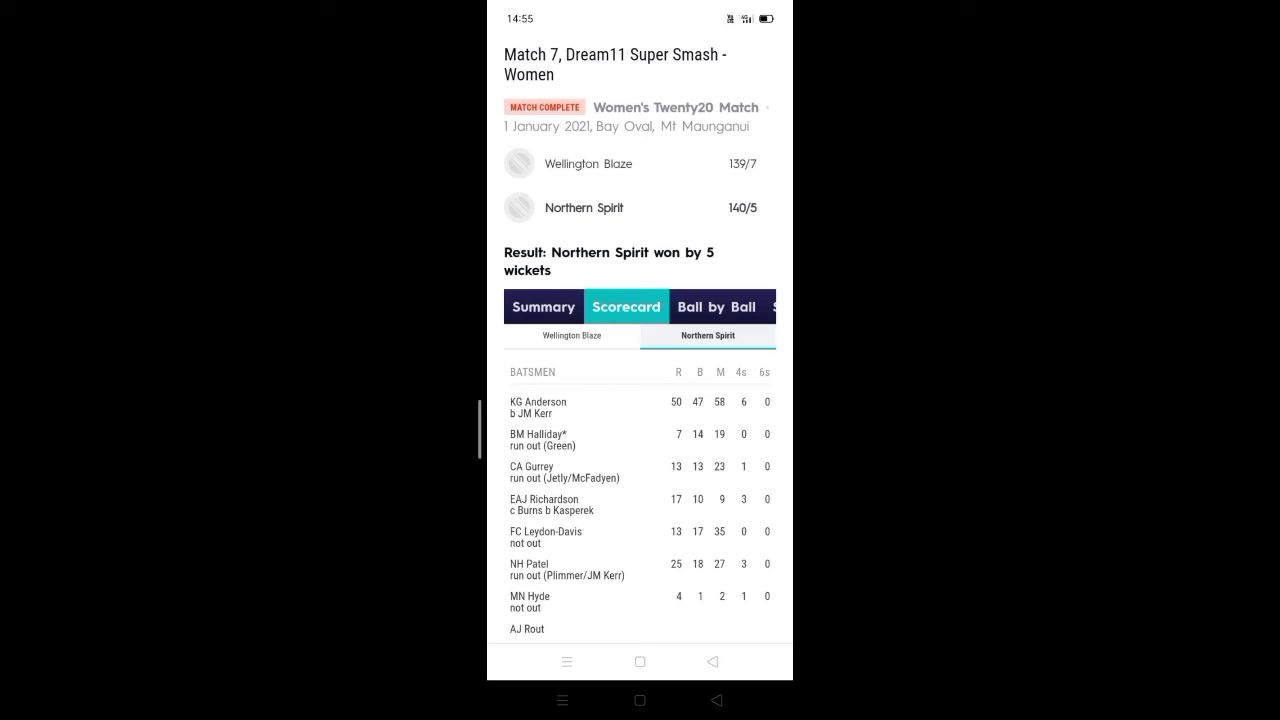 14:55
Match 7, Dream11 Super Smash -
Women
MATCH COMPLETE Women's Twenty20 Match
1 January 2021, Bay Oval, Mt Maunganui
Wellington Blaze 139/7
Northern Spirit 140/5
Result: Northern Spirit won by 5
wickets
Summary Scorecard Ball by Ball
Wellington Blaze Northern Spirit
BATSMEN R B M 4s 6s
KG Anderson 50 47 58 6 0
b JM Kerr
BM Halliday* 7 14 19 0 0
run out (Green)
CA Gurrey 13 13 23 1 0
run out (Jetly/McFadyen)
EAJ Richardson 17 10 9 3 0
c Burns b Kasperek
FC Leydon-Davis 13 17 35 0 0
not out
NH Patel 25 18 27 3 0
run out (Plimmer/JM Kerr)
MN Hyde 4 1 2 1 0
not out
AJ Rout